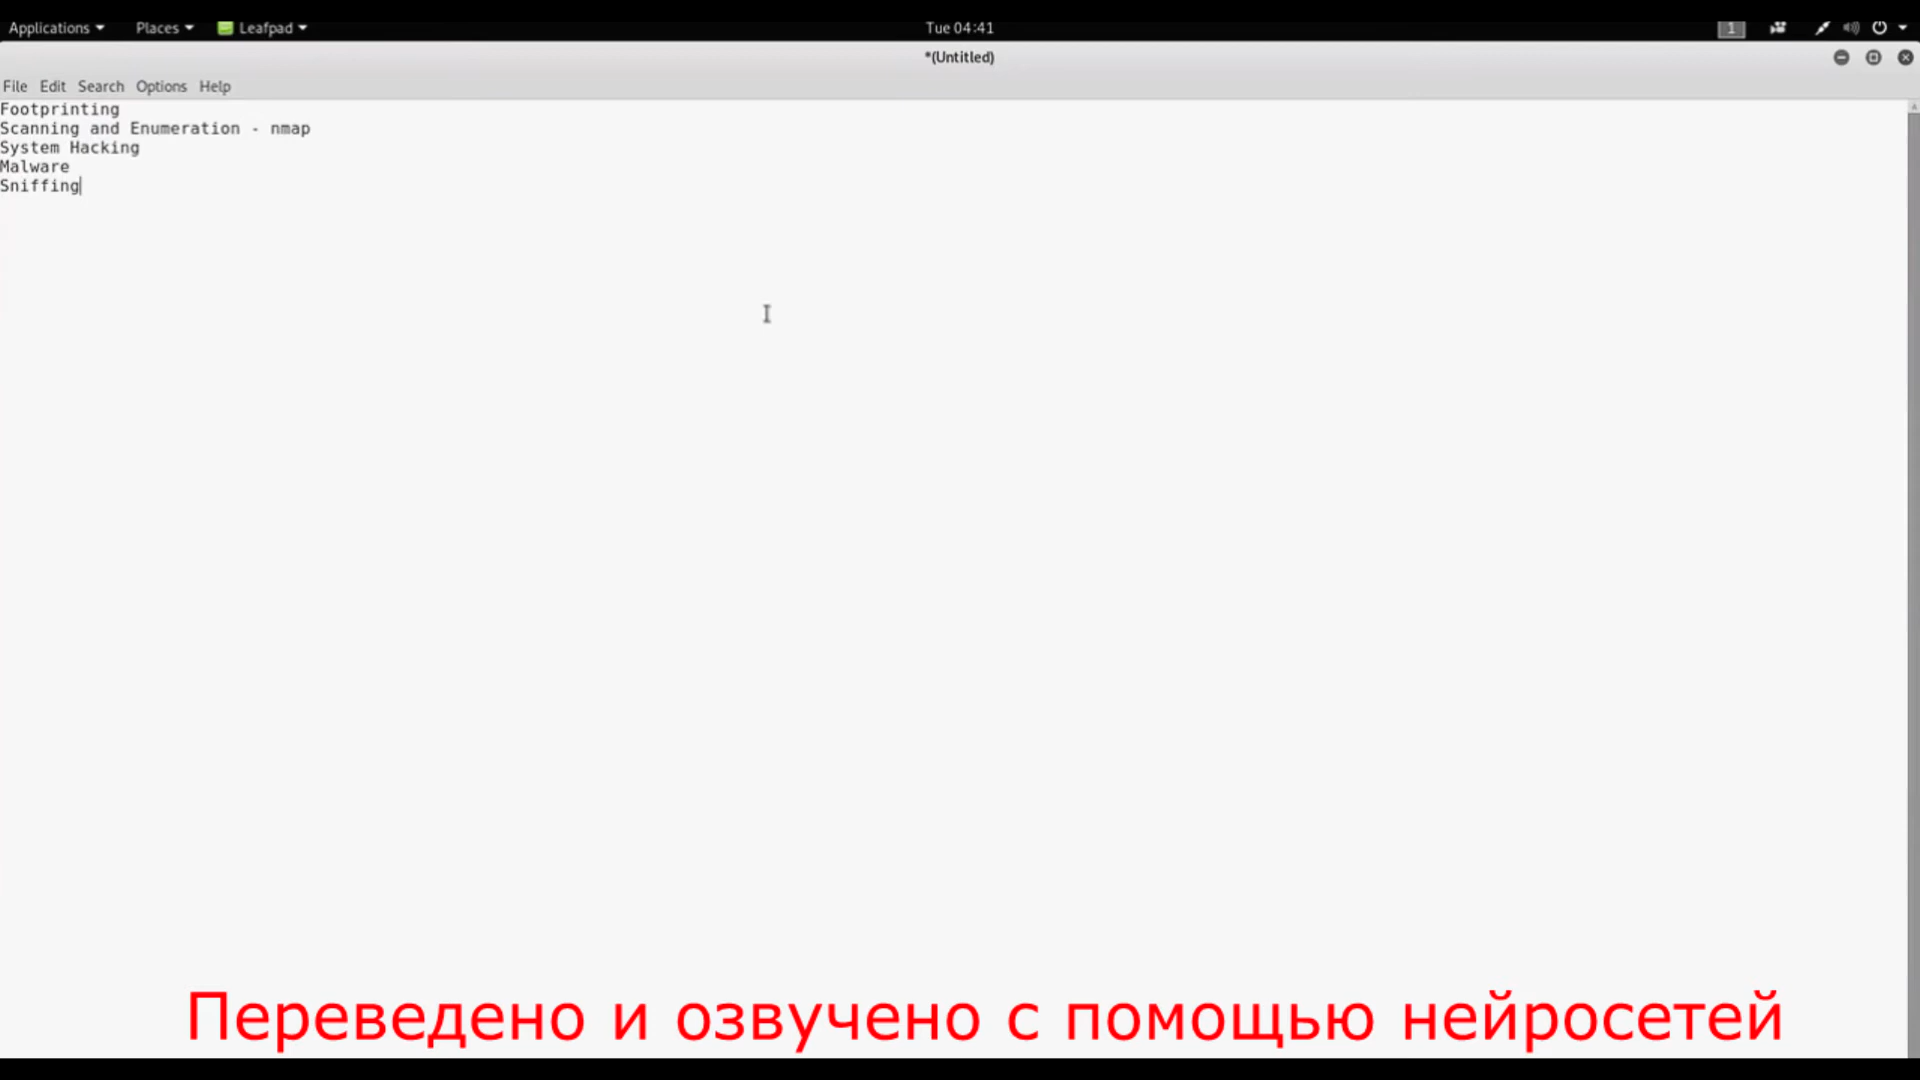 Applications Places Leafpad Tue 04:41 1
*(Untitled)
File Edit Search Options Help
Footprinting
Scanning and Enumeration - nmap
System Hacking
Malware
Sniffing
Переведено и озвучено с помощью нейросетей